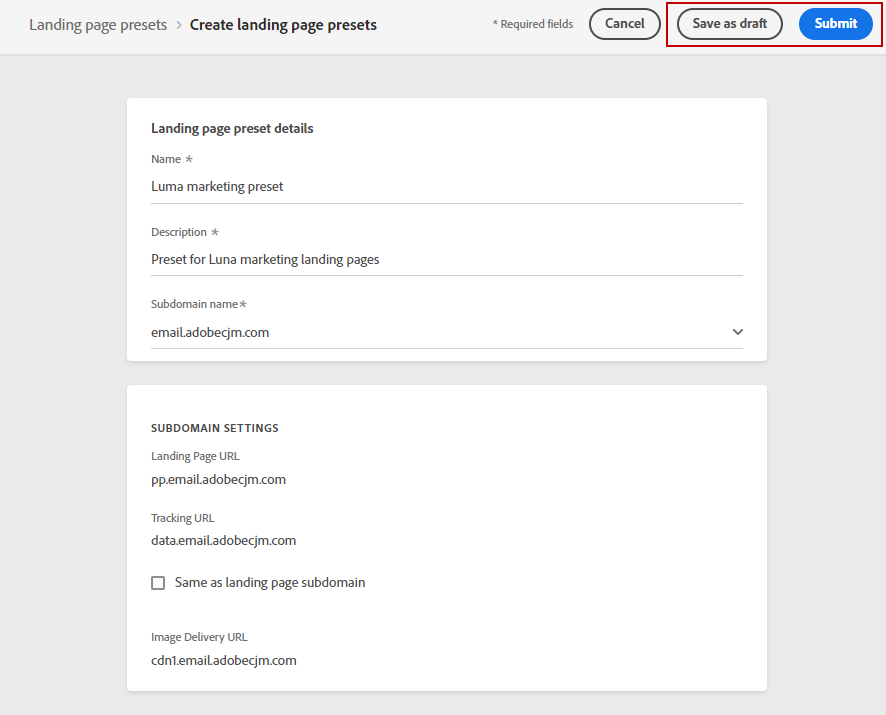 Landing page presets > Create landing page presets * Required fields Cancel Save as draft Submit
Landing page preset details
Name *
Luma marketing preset
Description *
Preset for Luna marketing landing pages
Subdomain name*
email.adobecjm.com
SUBDOMAIN SETTINGS
Landing Page URL
pp.email.adobecjm.com
Tracking URL
data.email.adobecjm.com
Same as landing page subdomain
Image Delivery URL
cdn1.email.adobecjm.com